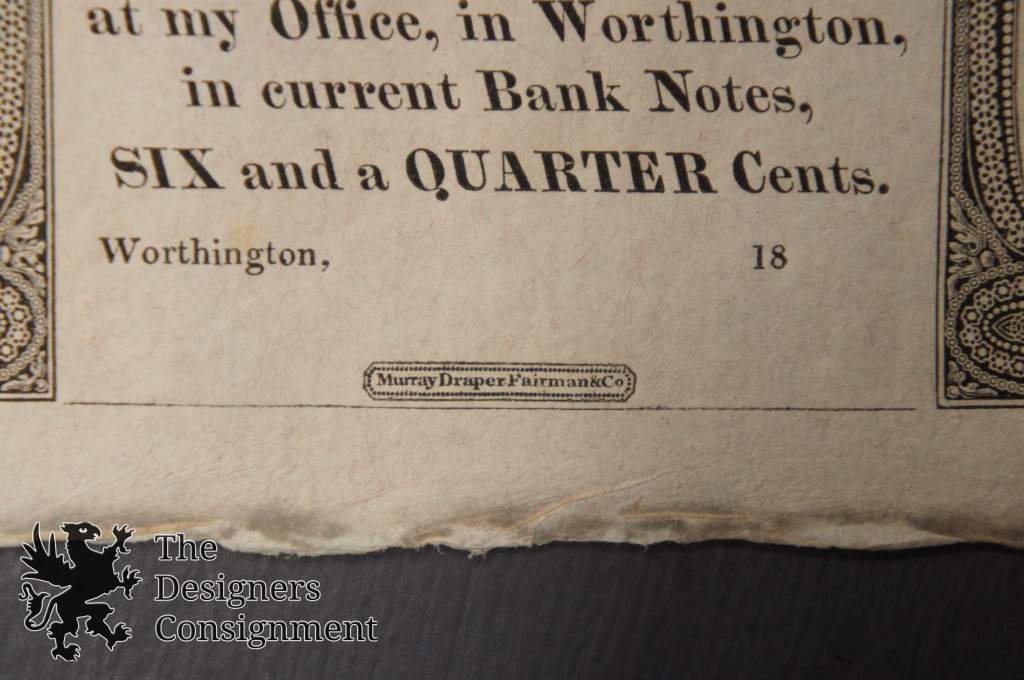 at my Office, in Worthington,
in current Bank Notes,
SIX and a QUARTER Cents.
Worthington, 18
Murray Draper Fairman & Co
The
Designers
Consignment